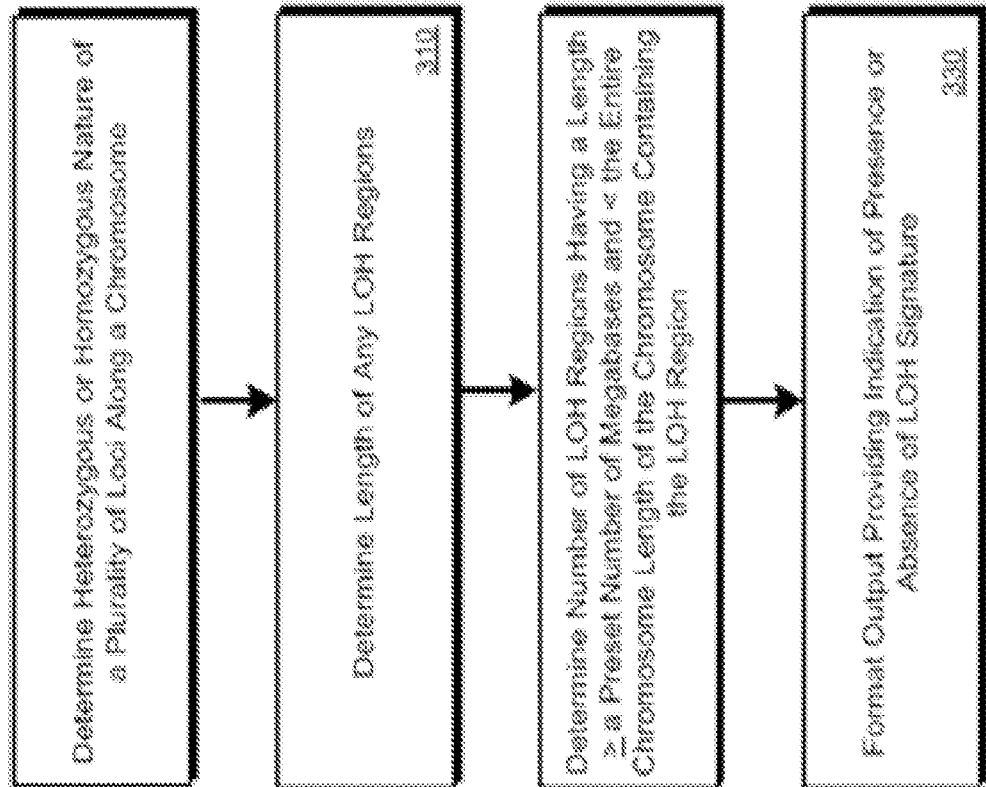 Determine Heterozygous or Homozygous Nature of
a Plurality of Loci Along a Chromosome
Determine Length of Any LOH Regions
310
Determine Number of LOH Regions Having a Length
≥ a Preset Number of Megabases and < the Entire
Chromosome Length of the Chromosome Containing
the LOH Region
Format Output Providing Indication of Presence or
Absence of LOH Signature
330